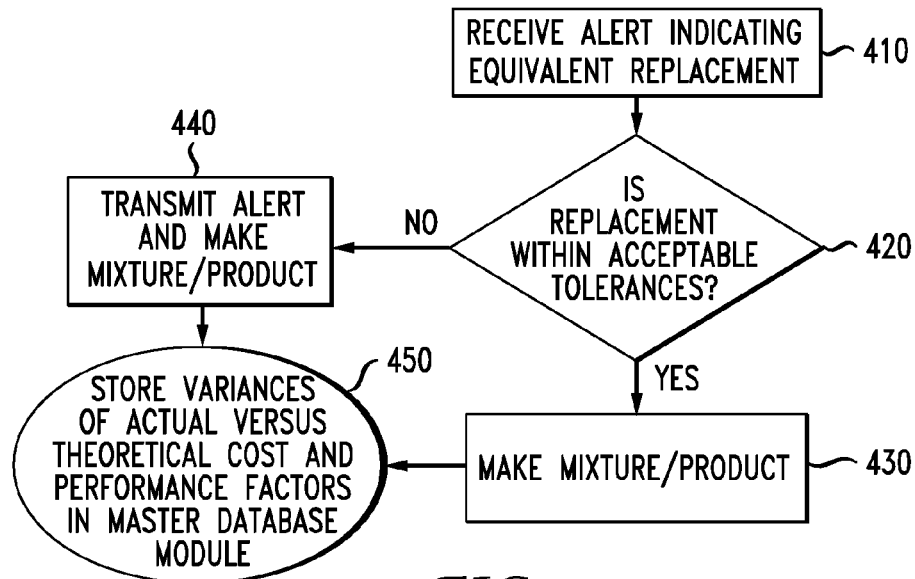 RECEIVE ALERT INDICATING
EQUIVALENT REPLACEMENT
410
440
TRANSMIT ALERT
AND MAKE
MIXTURE/PRODUCT
NO
IS
REPLACEMENT
WITHIN ACCEPTABLE
TOLERANCES?
420
450
YES
STORE VARIANCES
OF ACTUAL VERSUS
THEORETICAL COST AND
PERFORMANCE FACTORS
IN MASTER DATABASE
MODULE
MAKE MIXTURE/PRODUCT
430